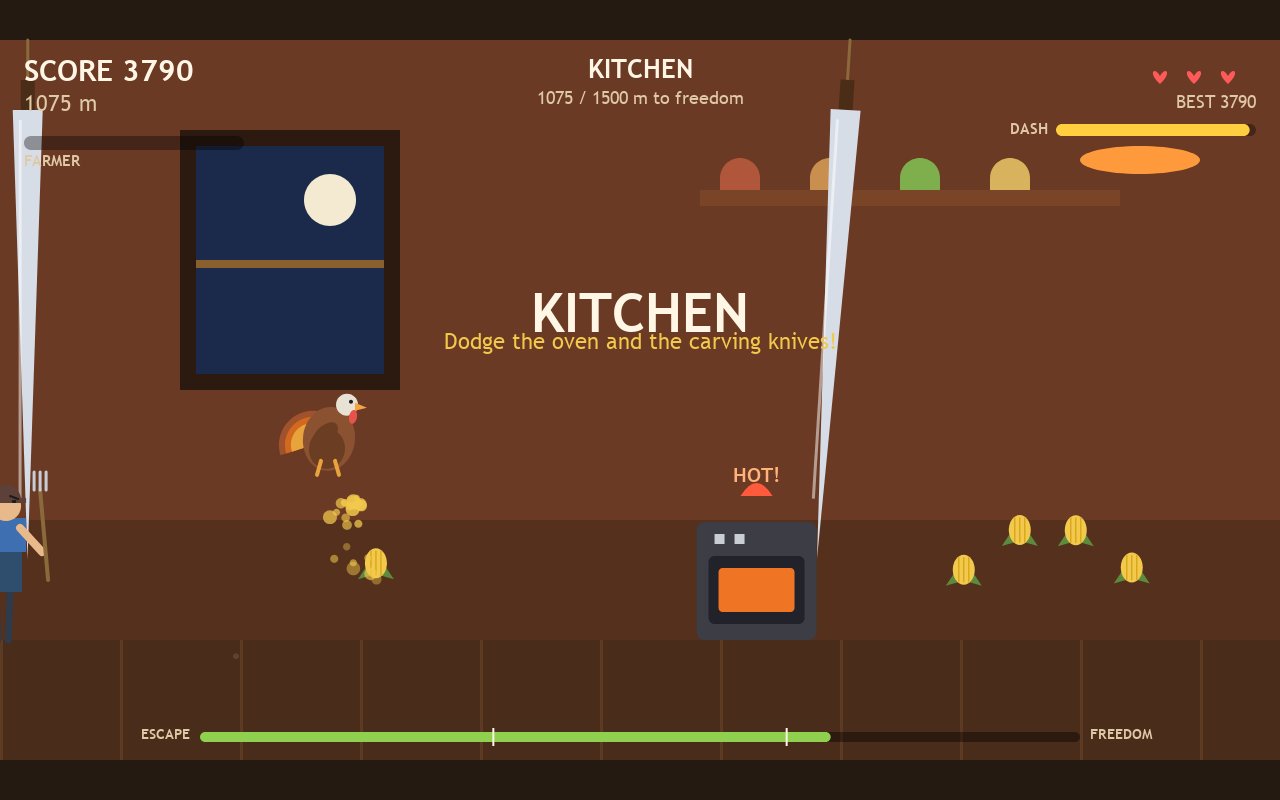 SCORE 3790
1075 m
FARMER
KITCHEN
1075 / 1500 m to freedom
BEST 3790
DASH
KITCHEN
Dodge the oven and the carving knives!
HOT!
ESCAPE
FREEDOM